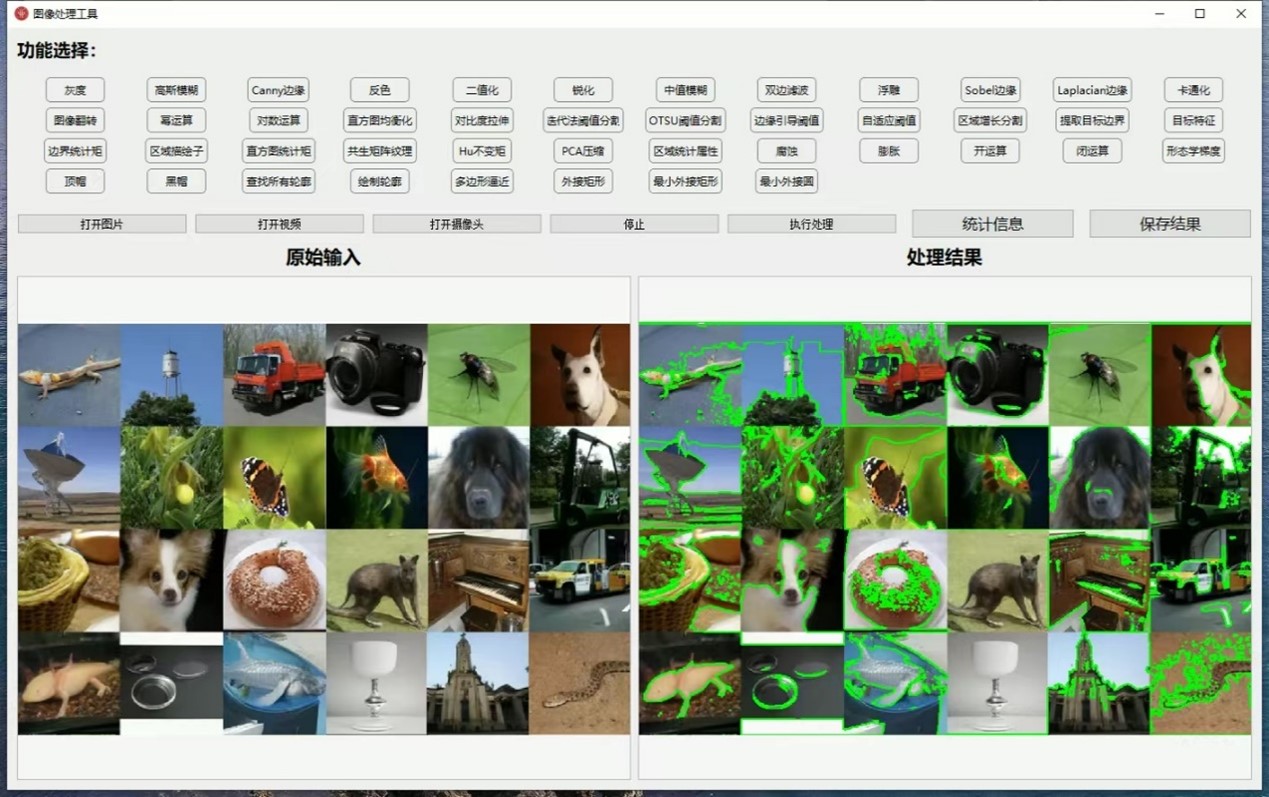 图像处理工具
功能选择：
灰度 高斯模糊 Canny边缘 反色 二值化 锐化 中值模糊 双边滤波 浮雕 Sobel边缘 Laplacian边缘 卡通化
图像翻转 幂运算 对数运算 直方图均衡化 对比度拉伸 迭代法阈值分割 OTSU阈值分割 边缘引导阈值 自适应阈值 区域增长分割 提取目标边界 目标特征
边界统计矩 区域描绘子 直方图统计矩 共生矩阵纹理 Hu不变矩 PCA压缩 区域统计属性 腐蚀 膨胀 开运算 闭运算 形态学梯度
顶帽 黑帽 查找所有轮廓 绘制轮廓 多边形逼近 外接矩形 最小外接矩形 最小外接圆
打开图片 打开视频 打开摄像头 停止 执行处理 统计信息 保存结果
原始输入 处理结果